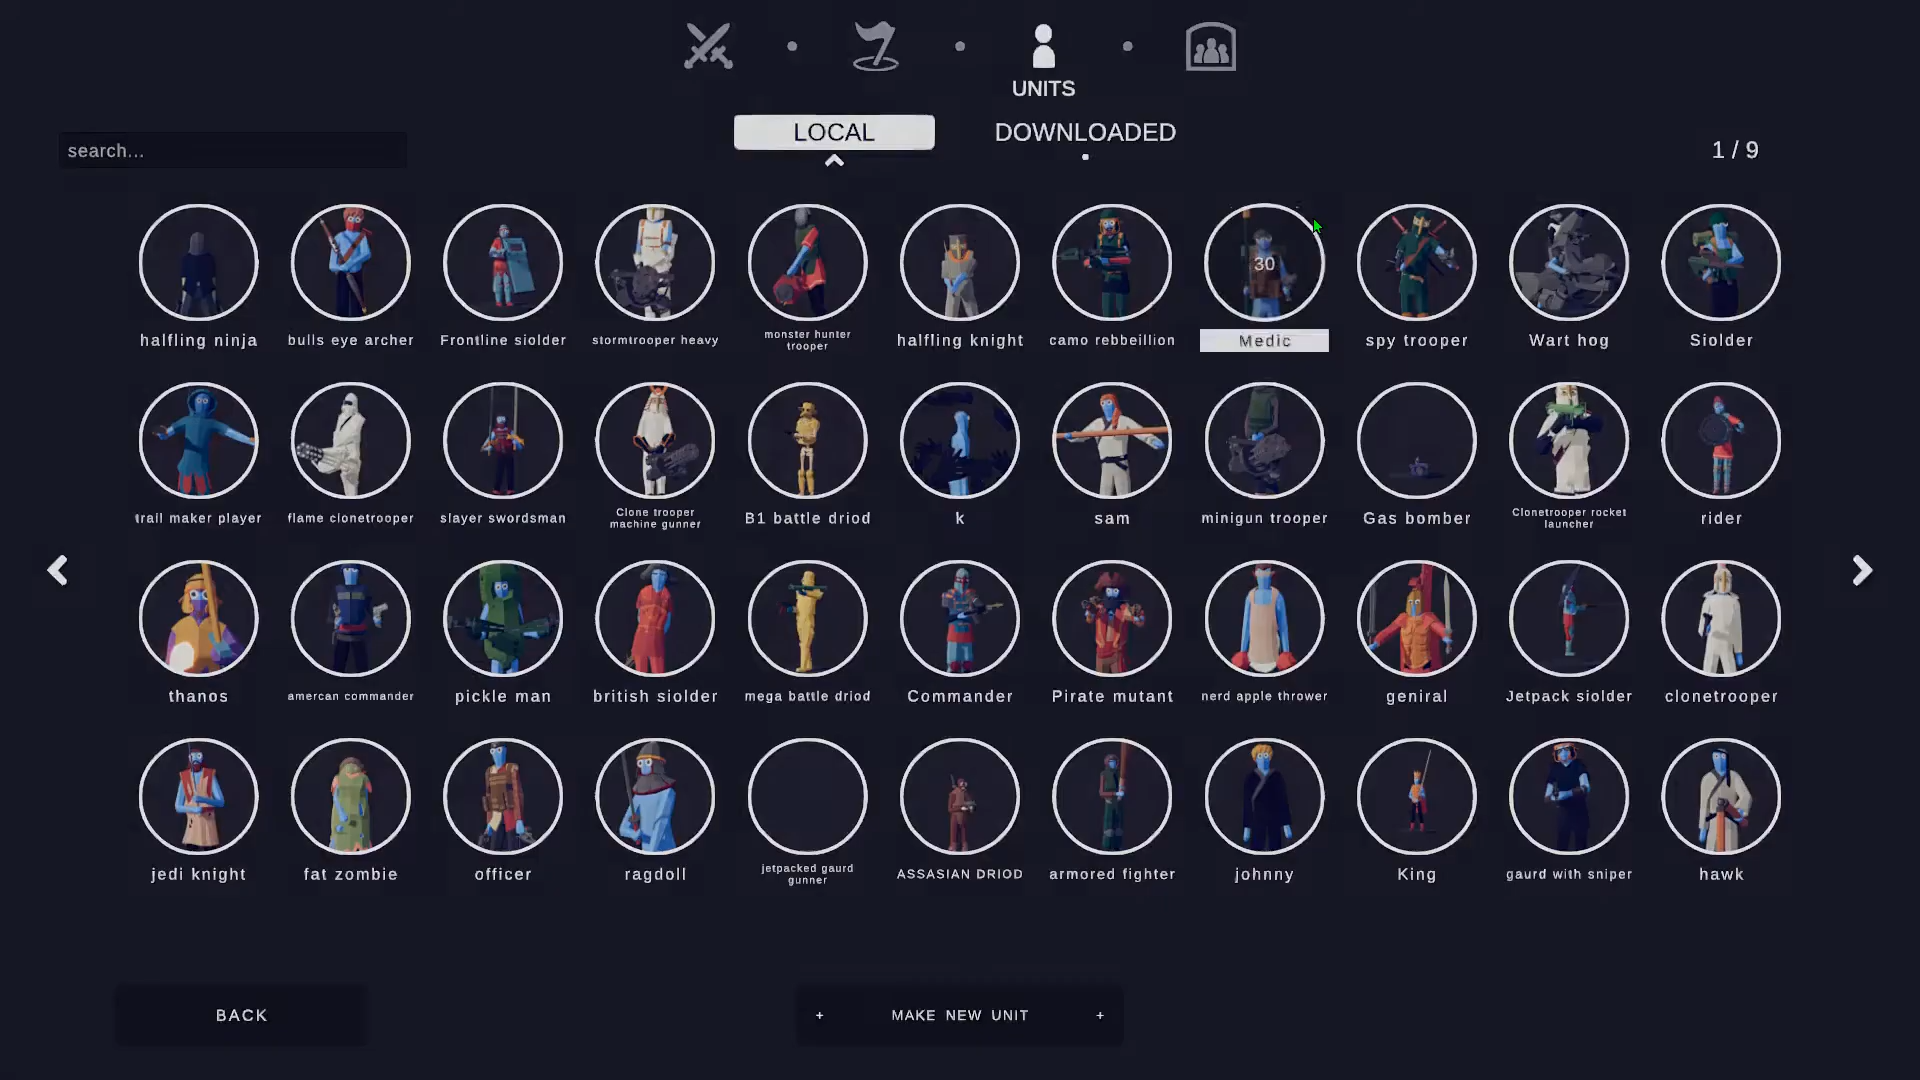 UNITS
LOCAL
DOWNLOADED
search...
1 / 9
30
halfling ninja
bulls eye archer
Frontline siolder
stormtrooper heavy
monster hunter
trooper
halfling knight
camo rebbeillion
Medic
spy trooper
Wart hog
Siolder
trail maker player
flame clonetrooper
slayer swordsman
Clone trooper
machine gunner
B1 battle driod
k
sam
minigun trooper
Gas bomber
Clonetrooper rocket
launcher
rider
thanos
amercan commander
pickle man
british siolder
mega battle driod
Commander
Pirate mutant
nerd apple thrower
geniral
Jetpack siolder
clonetrooper
jedi knight
fat zombie
officer
ragdoll
jetpacked gaurd
gunner
ASSASIAN DRIOD
armored fighter
johnny
King
gaurd with sniper
hawk
BACK
+ MAKE NEW UNIT +